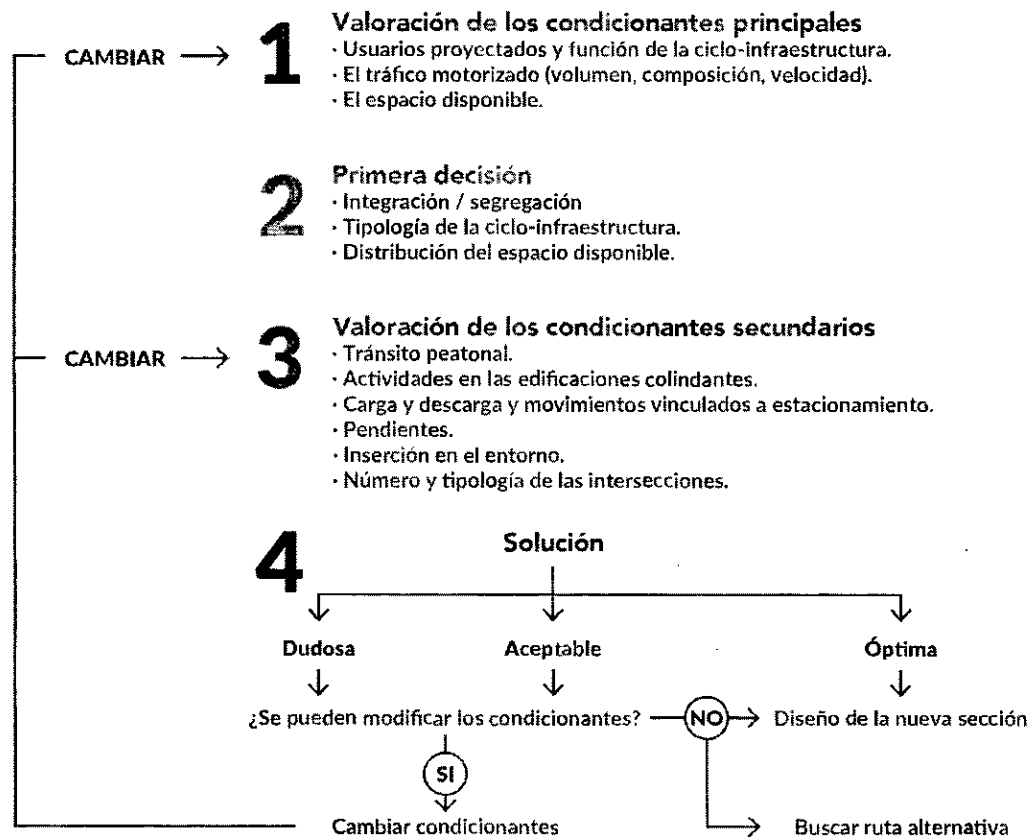 1
Valoración de los condicionantes principales
CAMBIAR
· Usuarios proyectados y función de la ciclo-infraestructura.
· El tráfico motorizado (volumen, composición, velocidad).
· El espacio disponible.
2
Primera decisión
· Integración / segregación
· Tipología de la ciclo-infraestructura.
· Distribución del espacio disponible.
3
Valoración de los condicionantes secundarios
CAMBIAR
· Tránsito peatonal.
· Actividades en las edificaciones colindantes.
· Carga y descarga y movimientos vinculados a estacionamiento.
· Pendientes.
· Inserción en el entorno.
· Número y tipología de las intersecciones.
4
Solución
Dudosa
Aceptable
Óptima
¿Se pueden modificar los condicionantes?
NO
Diseño de la nueva sección
SI
Cambiar condicionantes
Buscar ruta alternativa